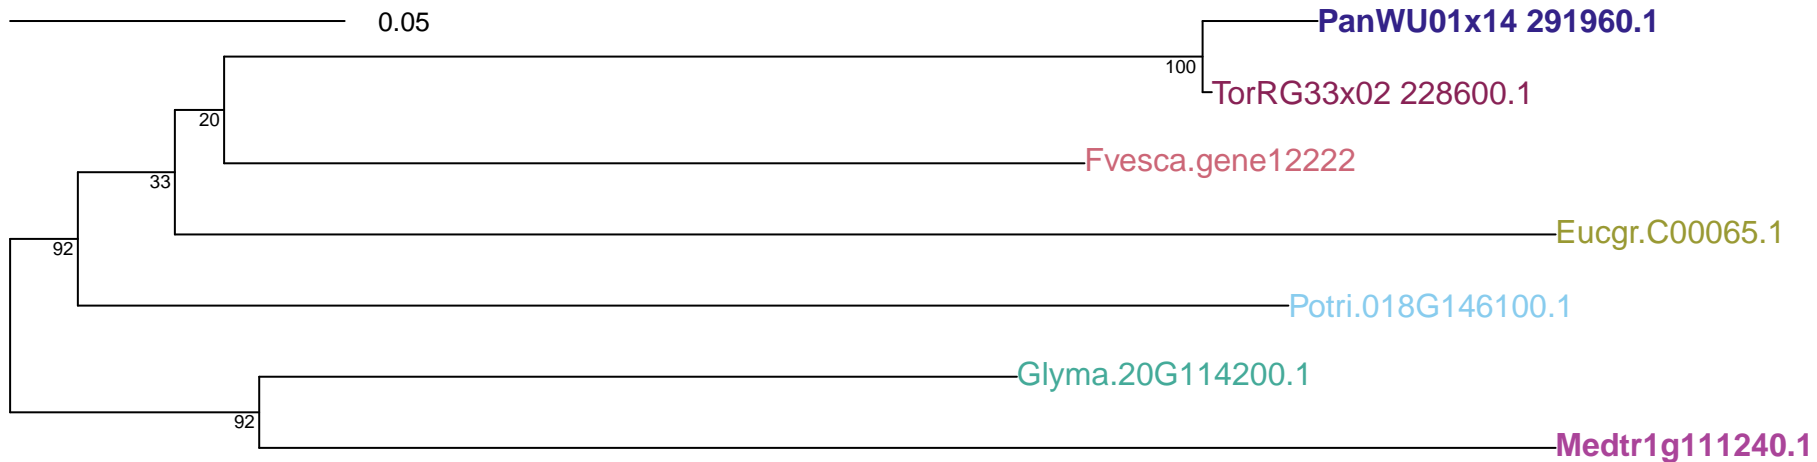 0.05
PanWU01x14 291960.1
100
TorRG33x02 228600.1
20
Fvesca.gene12222
33
Eucgr.C00065.1
92
Potri.018G146100.1
Glyma.20G114200.1
92
Medtr1g111240.1